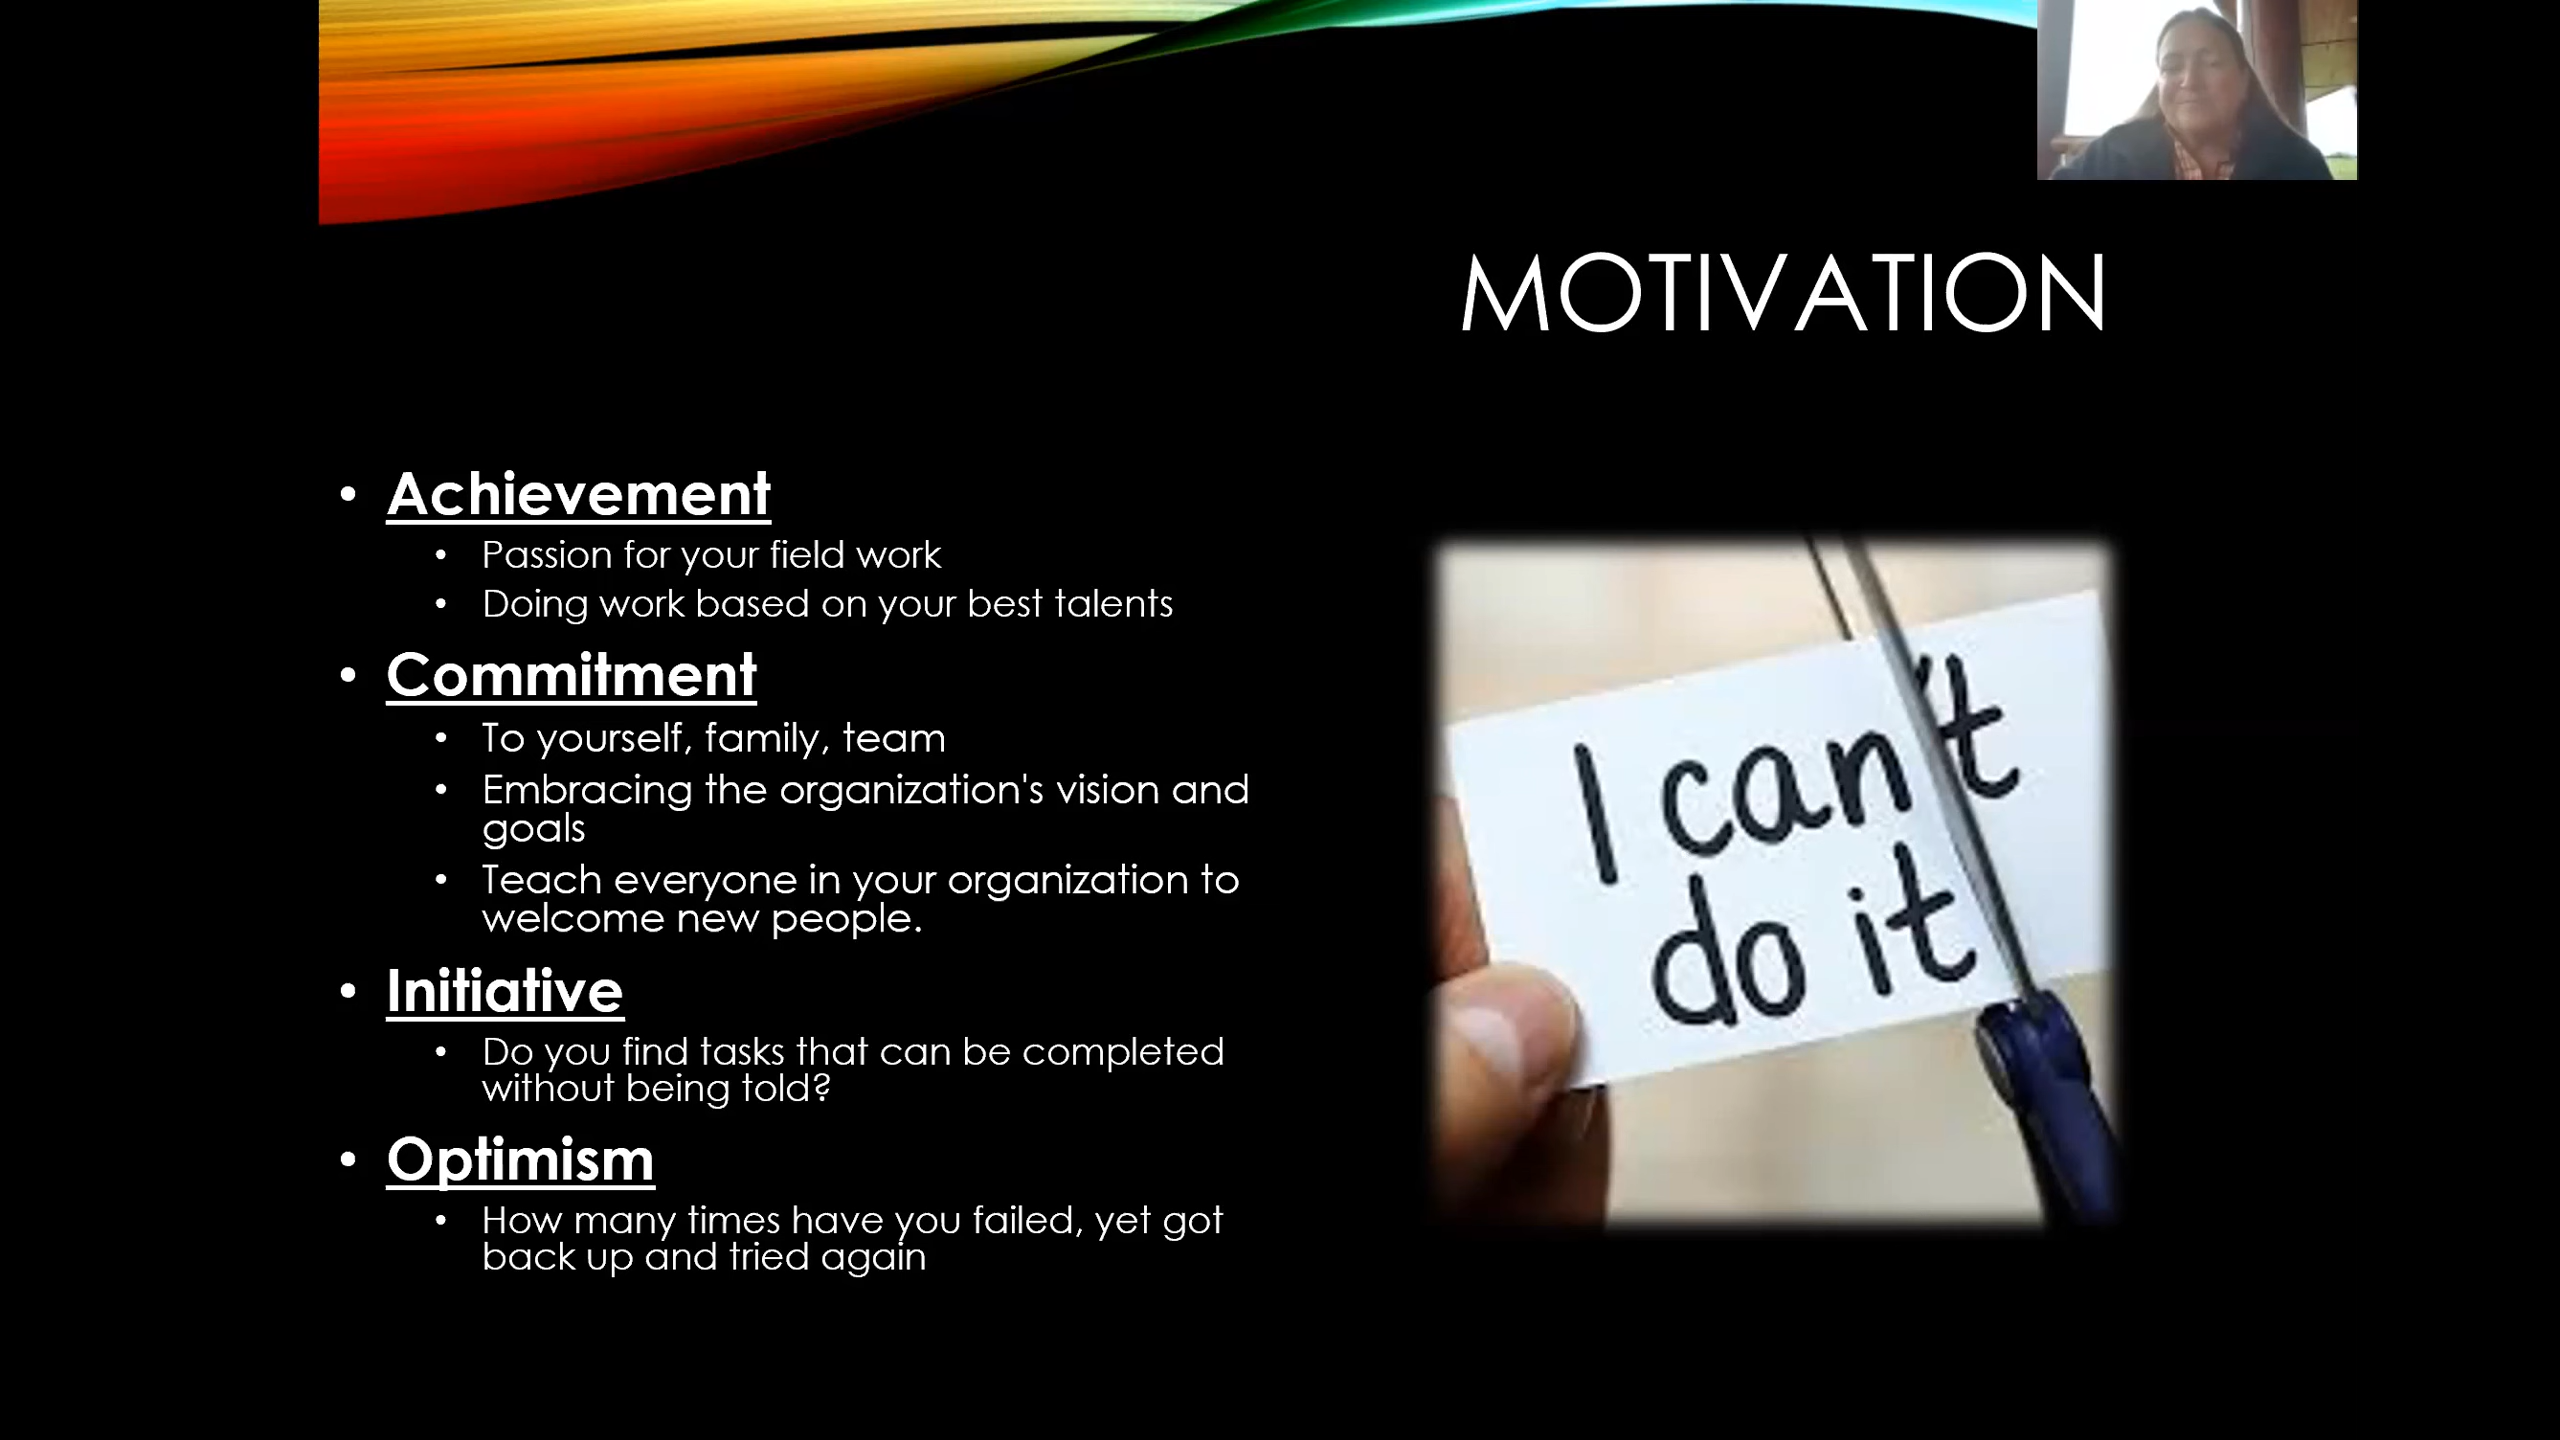 MOTIVATION
• Achievement
• Passion for your field work
• Doing work based on your best talents
• Commitment
• To yourself, family, team
• Embracing the organization's vision and
goals
• Teach everyone in your organization to
welcome new people.
• Initiative
• Do you find tasks that can be completed
without being told?
• Optimism
• How many times have you failed, yet got
back up and tried again
I can't
do it